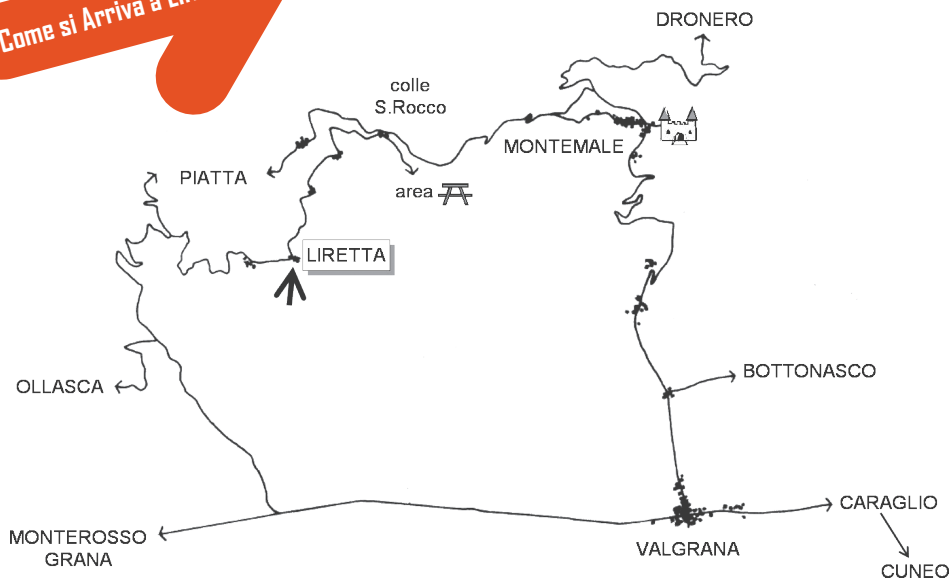 Come si Arriva a
DRONERO
colle
S.Rocco
MONTEMALE
PIATTA
area
LIRETTA
OLLASCA
BOTTONASCO
CARAGLIO
MONTEROSSO
GRANA
VALGRANA
CUNEO